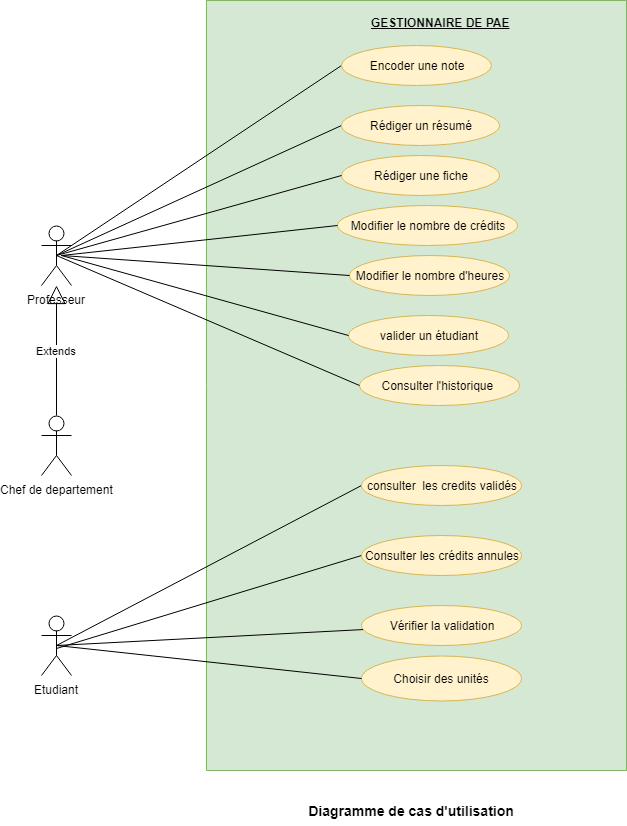 GESTIONNAIRE DE PAE
Encoder une note
Rédiger un résumé
Rédiger une fiche
Modifier le nombre de crédits
Modifier le nombre d'heures
Professeur
valider un étudiant
Extends
Consulter l'historique
Chef de departement
consulter les credits validés
Consulter les crédits annules
Vérifier la validation
Choisir des unités
Etudiant
Diagramme de cas d'utilisation